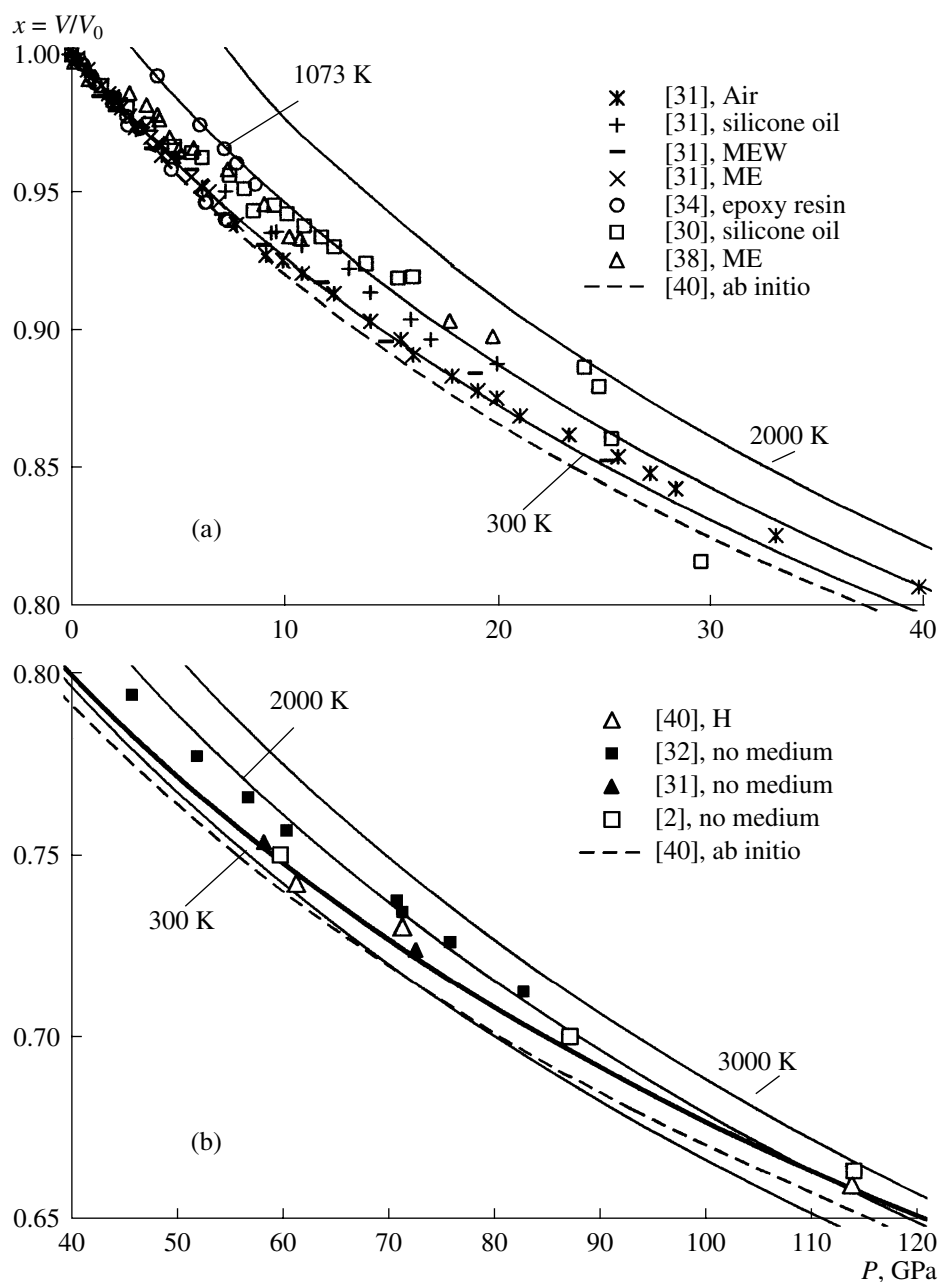 x = V/V0
1.00
1073 K
[31], Air
[31], silicone oil
[31], MEW
0.95
[31], ME
[34], epoxy resin
[30], silicone oil
[38], ME
[40], ab initio
0.90
2000 K
0.85
300 K
(a)
0.80
0 10 20 30 40
0.80
2000 K
[40], H
[32], no medium
[31], no medium
[2], no medium
0.75
[40], ab initio
300 K
0.70
3000 K
(b)
0.65
40 50 60 70 80 90 100 110 120
P, GPa